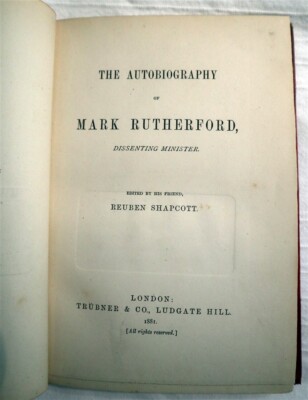 THE AUTOBIOGRAPHY
OF
MARK RUTHERFORD,
DISSENTING MINISTER.
EDITED BY HIS FRIEND,
REUBEN SHAPCOTT.
LONDON:
TRÜBNER & CO., LUDGATE HILL.
1881.
[All rights reserved.]